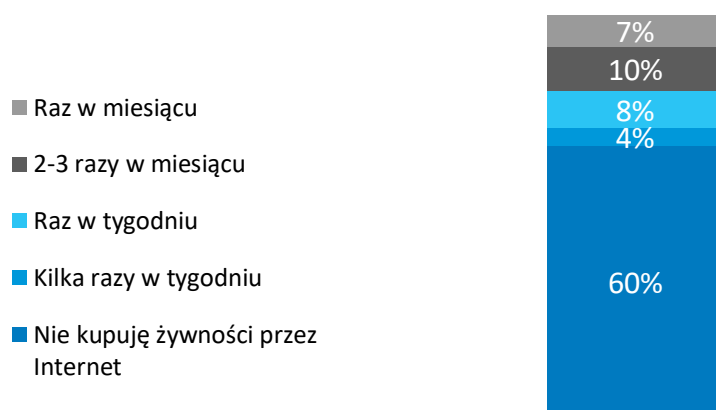 7%
10%
8%
4%
60%
Raz w miesiącu
2-3 razy w miesiącu
Raz w tygodniu
Kilka razy w tygodniu
Nie kupuję żywności przez
Internet